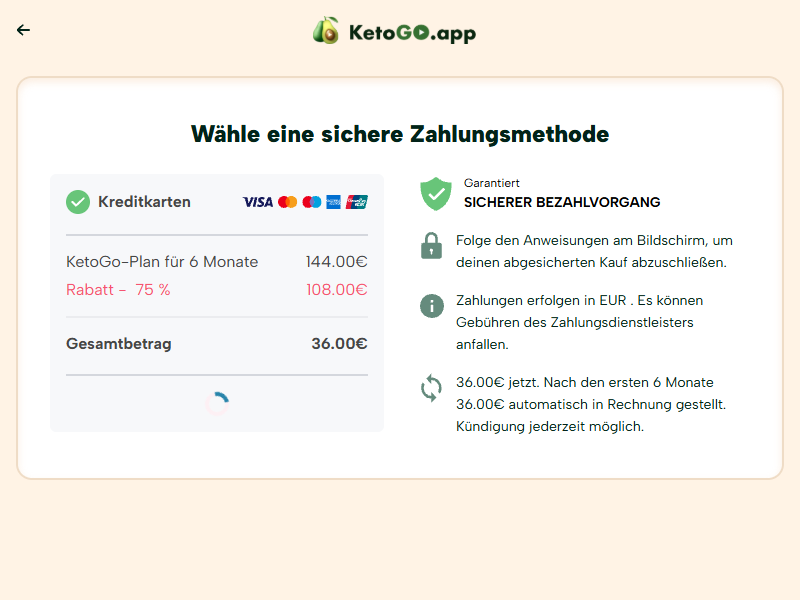 KetoGO.app
Wähle eine sichere Zahlungsmethode
Kreditkarten
VISA
KetoGo-Plan für 6 Monate 144.00€
Rabatt - 75 % 108.00€
Gesamtbetrag 36.00€
Garantiert
SICHERER BEZAHLVORGANG
Folge den Anweisungen am Bildschirm, um
deinen abgesicherten Kauf abzuschließen.
Zahlungen erfolgen in EUR . Es können
Gebühren des Zahlungsdienstleisters
anfallen.
36.00€ jetzt. Nach den ersten 6 Monate
36.00€ automatisch in Rechnung gestellt.
Kündigung jederzeit möglich.